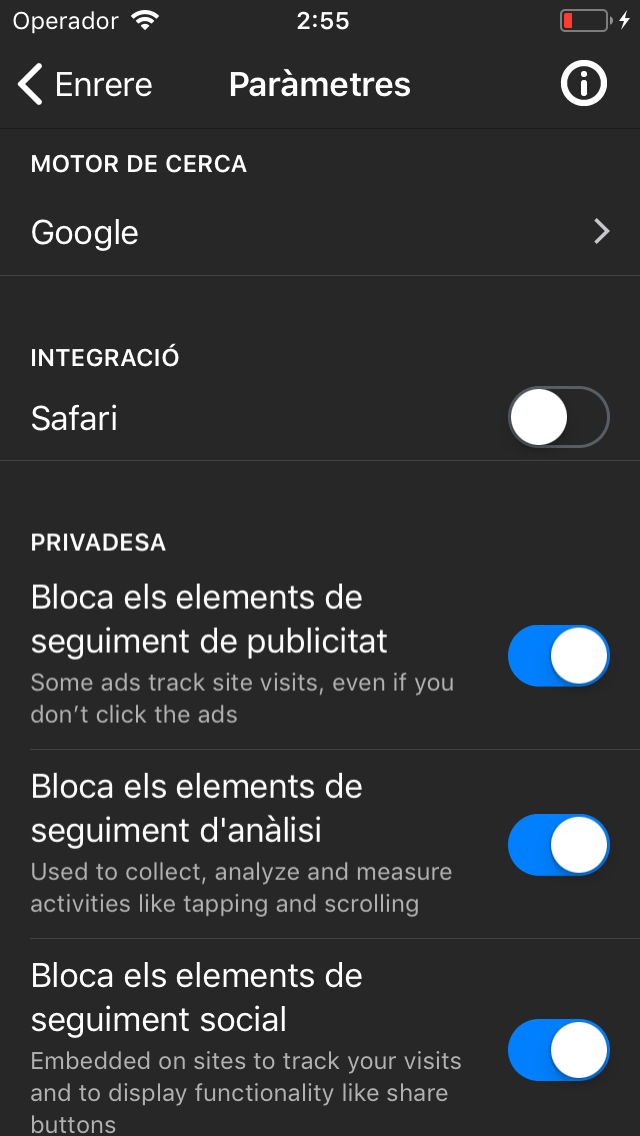 Operador
2:55
Enrere
Paràmetres
MOTOR DE CERCA
Google
INTEGRACIÓ
Safari
PRIVADESA
Bloca els elements de
seguiment de publicitat
Some ads track site visits, even if you
don’t click the ads
Bloca els elements de
seguiment d'anàlisi
Used to collect, analyze and measure
activities like tapping and scrolling
Bloca els elements de
seguiment social
Embedded on sites to track your visits
and to display functionality like share
buttons